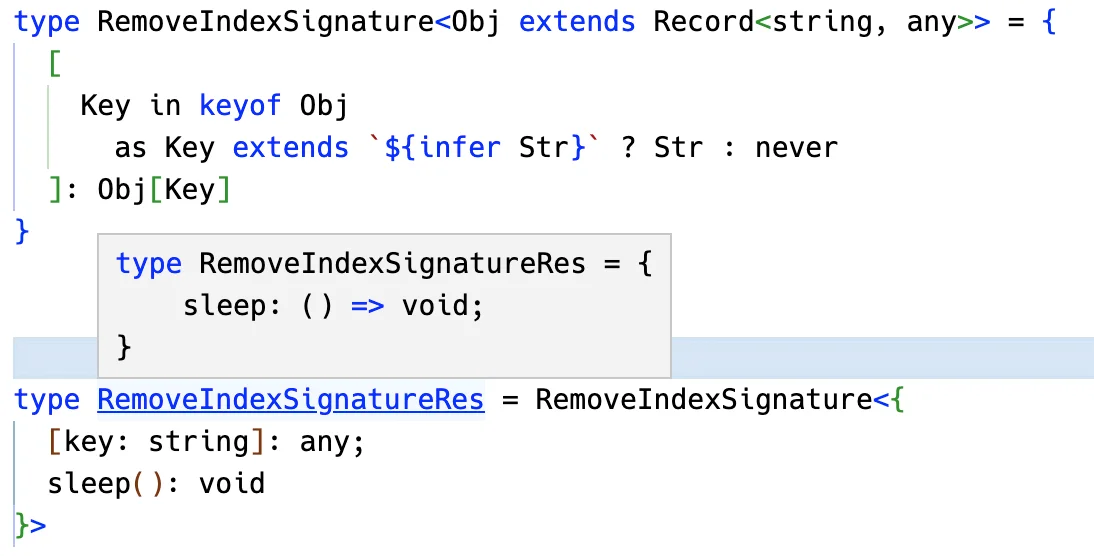 type RemoveIndexSignature<Obj extends Record<string, any>> = {
  [
    Key in keyof Obj
      as Key extends `${infer Str}` ? Str : never
  ]: Obj[Key]
}
type RemoveIndexSignatureRes = {
    sleep: () => void;
}
type RemoveIndexSignatureRes = RemoveIndexSignature<{
  [key: string]: any;
  sleep(): void
}>